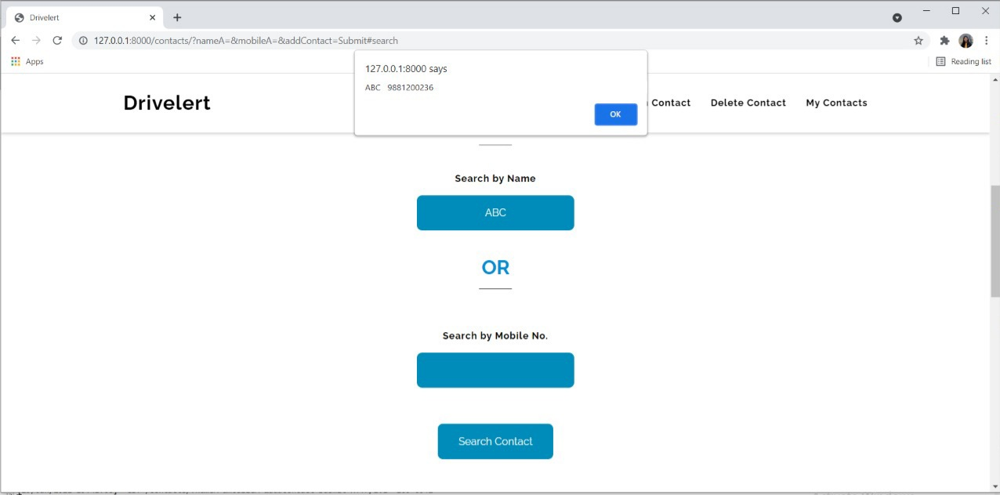 Drivelert
127.0.0.1:8000/contacts/?nameA=&mobileA=&addContact=Submit#search
Apps
Reading list
127.0.0.1:8000 says
ABC 9881200236
OK
Drivelert
Contact
Delete Contact
My Contacts
Search by Name
ABC
OR
Search by Mobile No.
Search Contact